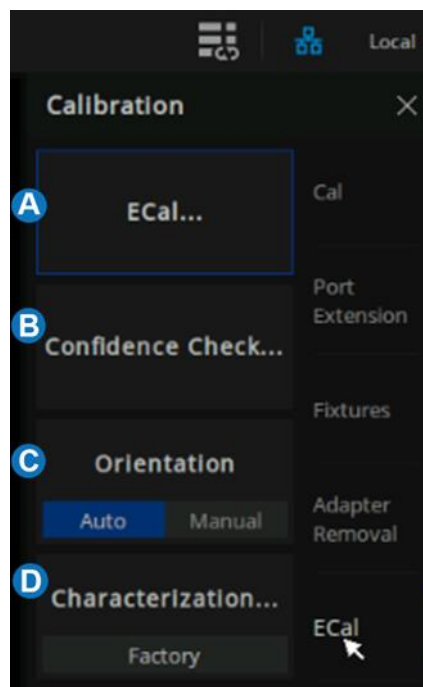 Local
Calibration
A
ECal...
B
Confidence Check...
C
Orientation
Auto Manual
D
Characterization...
Factory
Cal
Port
Extension
Fixtures
Adapter
Removal
ECal